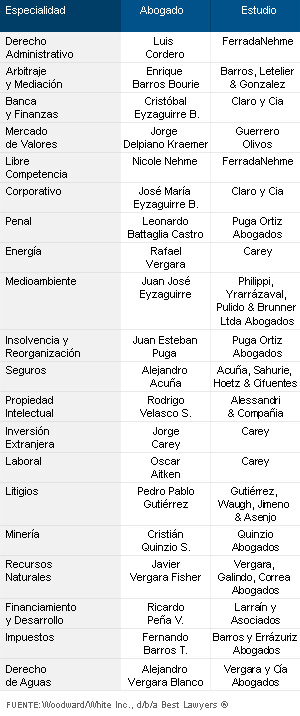 Especialidad Abogado Estudio
Derecho Luis FerradaNehme
Administrativo Cordero
Arbitraje Enrique Barros, Letelier
y Mediación Barros Bourie & Gonzalez
Banca Cristóbal Claro y Cia
y Finanzas Eyzaguirre B.
Mercado Jorge Guerrero
de Valores Delpiano Kraemer Olivos
Libre Nicole Nehme FerradaNehme
Competencia
Corporativo José María Claro y Cia
Eyzaguirre B.
Penal Leonardo Puga Ortiz
Battaglia Castro Abogados
Energía Rafael Carey
Vergara
Medioambiente Juan José Philippi,
Eyzaguirre Yrarrázaval,
Pulido & Brunner
Ltda Abogados
Insolvencia y Juan Esteban Puga Ortiz
Reorganización Puga Abogados
Seguros Alejandro Acuña, Sahurie,
Acuña Hoetz & Cifuentes
Propiedad Rodrigo Alessandri
Intelectual Velasco S. & Compañia
Inversión Jorge Carey
Extranjera Carey
Laboral Oscar Carey
Aitken
Litigios Pedro Pablo Gutiérrez,
Gutiérrez Waugh, Jimeno
& Asenjo
Minería Cristián Quinzio
Quinzio S. Abogados
Recursos Javier Vergara,
Naturales Vergara Fisher Galindo, Correa
Abogados
Financiamiento Ricardo Larraín y
y Desarrollo Peña V. Asociados
Impuestos Fernando Barros y Errázuriz
Barros T. Abogados
Derecho Alejandro Vergara y Cía
de Aguas Vergara Blanco Abogados
FUENTE: Woodward/White Inc., d/b/a Best Lawyers ®